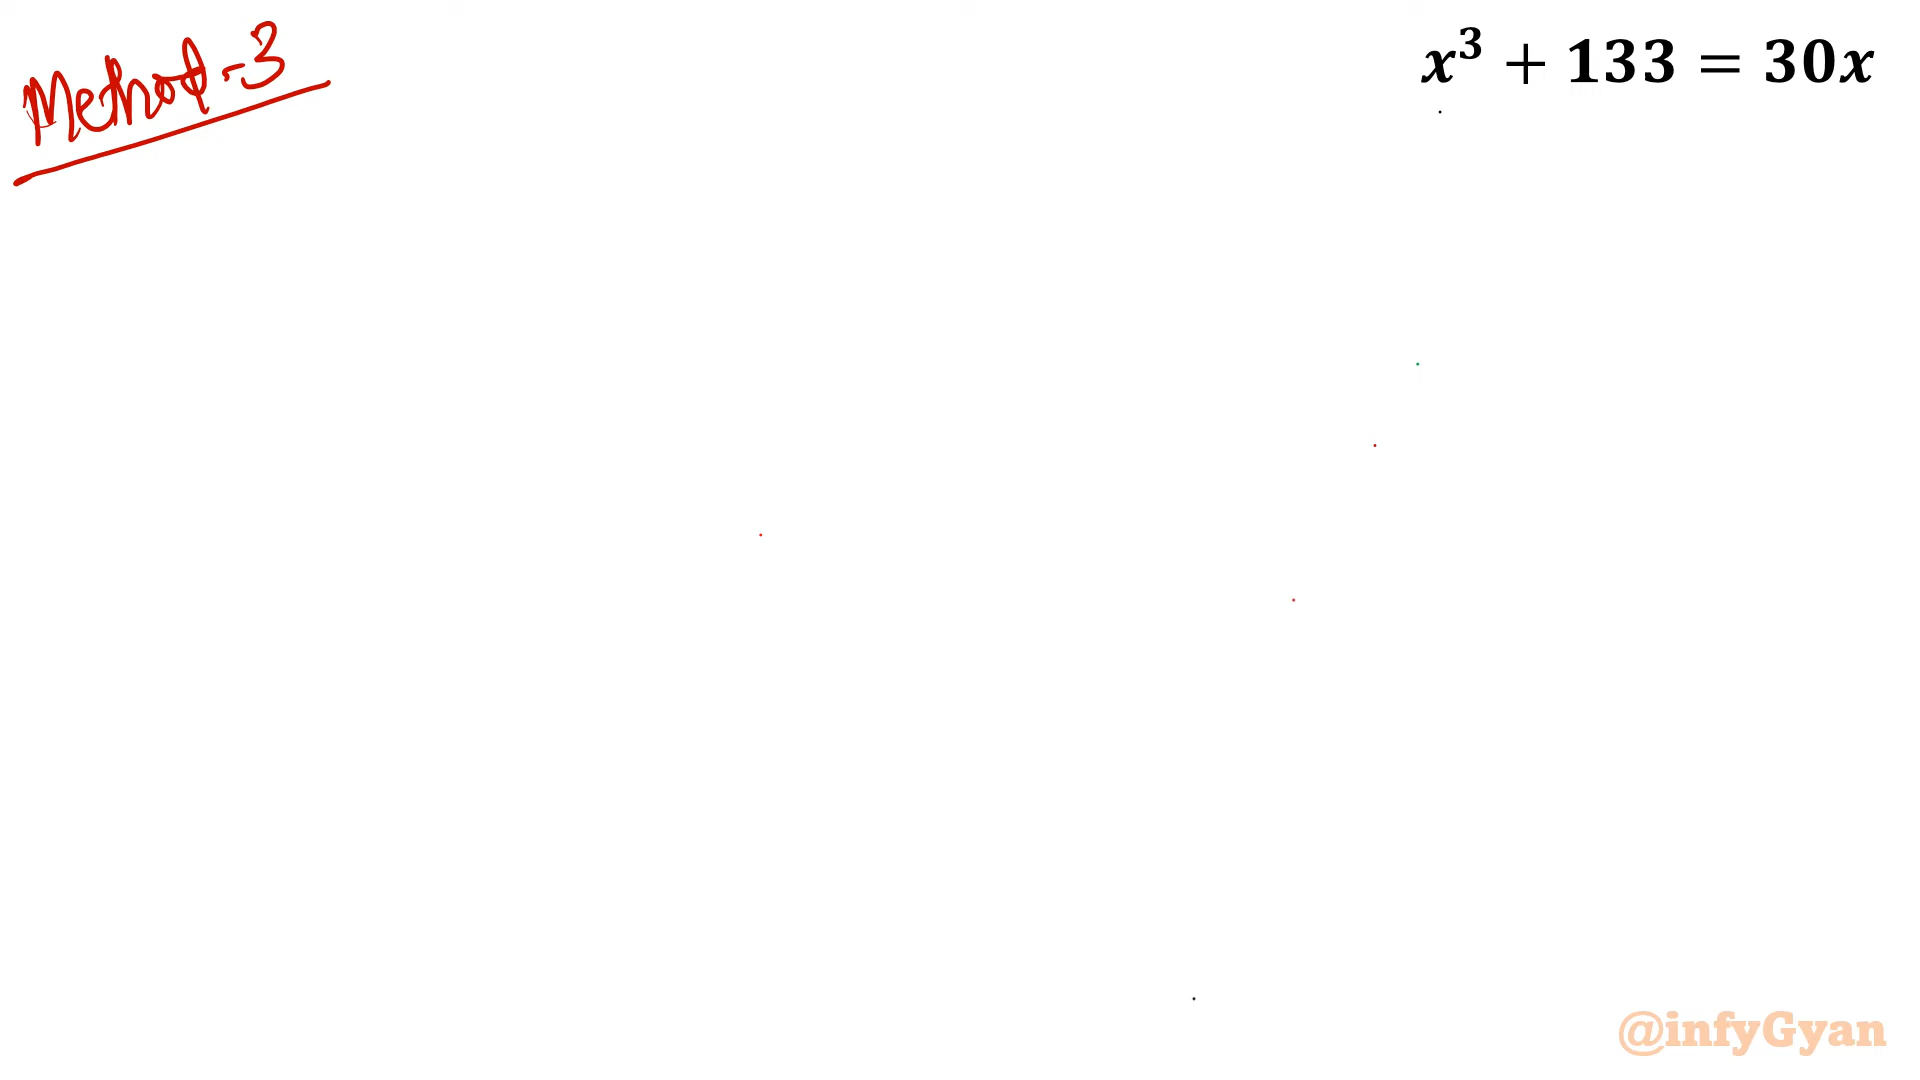 Method-3
x³ + 133 = 30x
@infyGyan